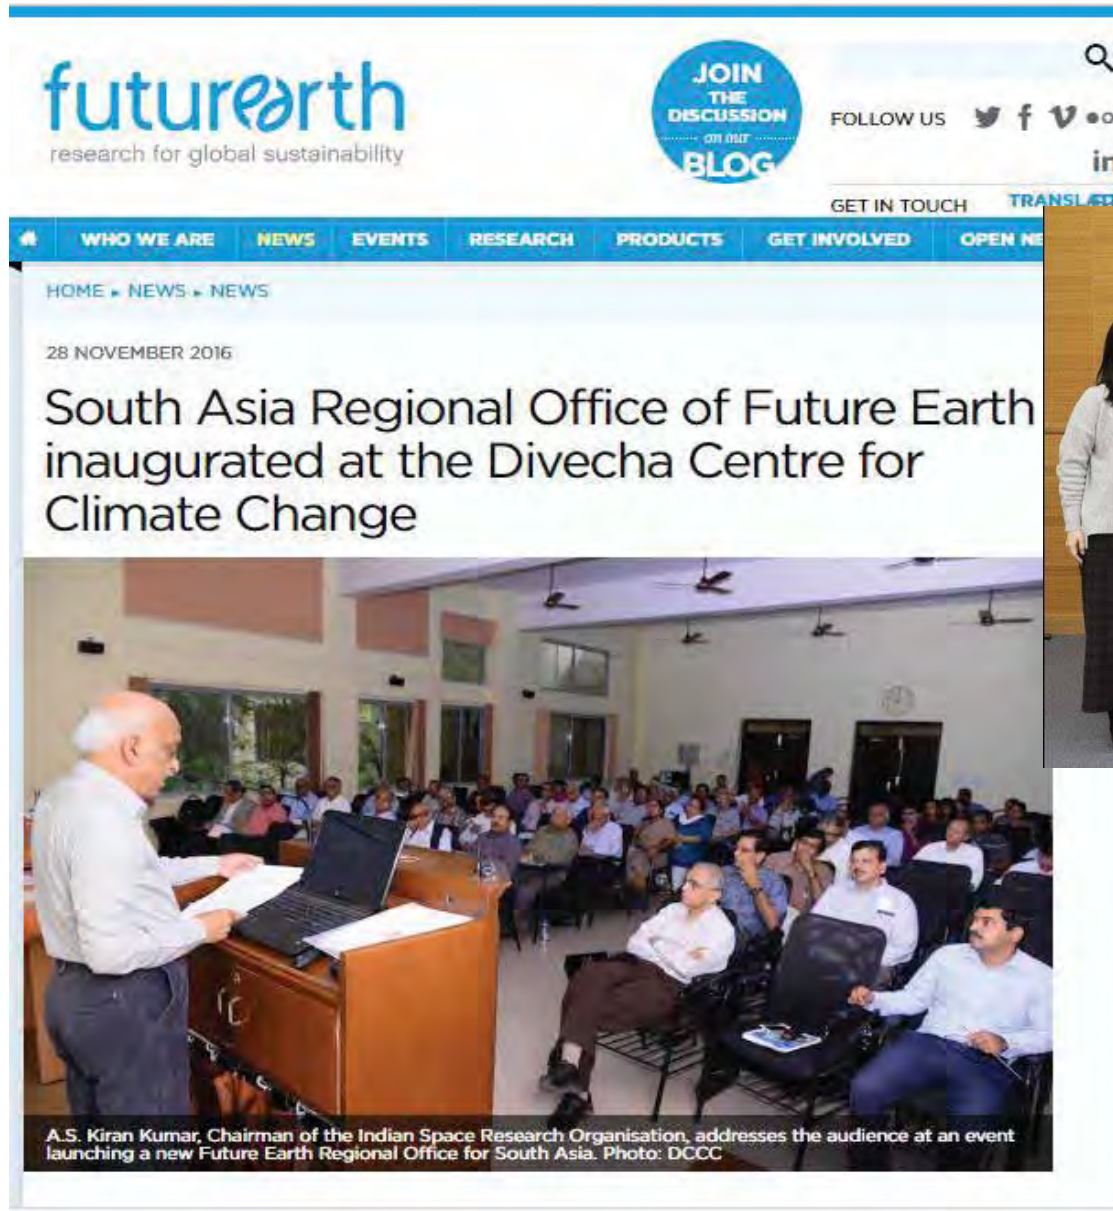 futurearth
research for global sustainability
JOIN
THE
DISCUSSION
on our
BLOG
FOLLOW US
GET IN TOUCH
WHO WE ARE NEWS EVENTS RESEARCH PRODUCTS GET INVOLVED OPEN
HOME ▸ NEWS ▸ NEWS
28 NOVEMBER 2016
South Asia Regional Office of Future Earth
inaugurated at the Divecha Centre for
Climate Change
A.S. Kiran Kumar, Chairman of the Indian Space Research Organisation, addresses the audience at an event
launching a new Future Earth Regional Office for South Asia. Photo: DCCC